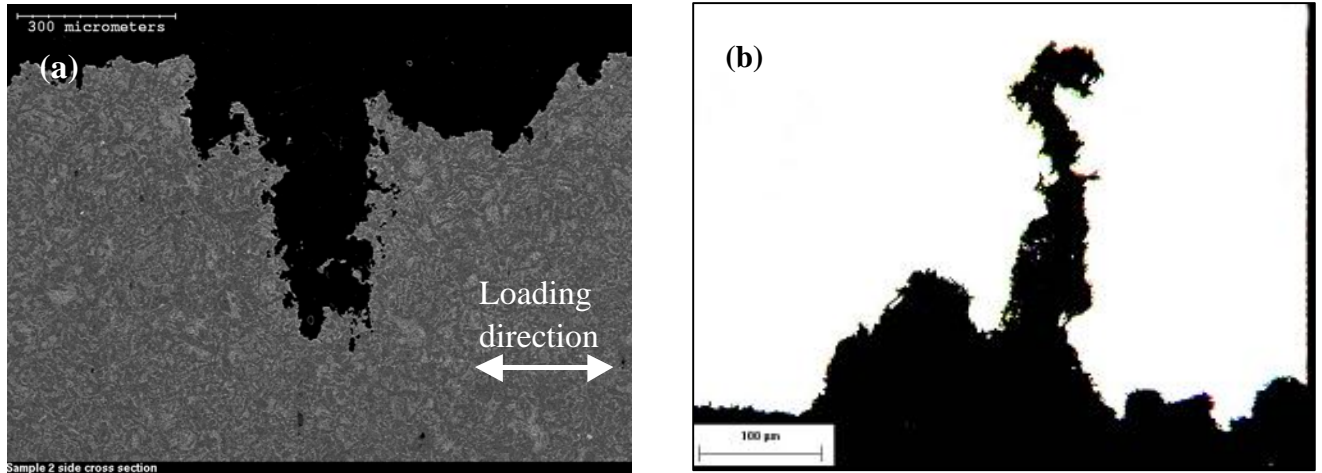 300 micrometers
(a)
Loading
direction
Sample 2 side cross section
(b)
100 µm